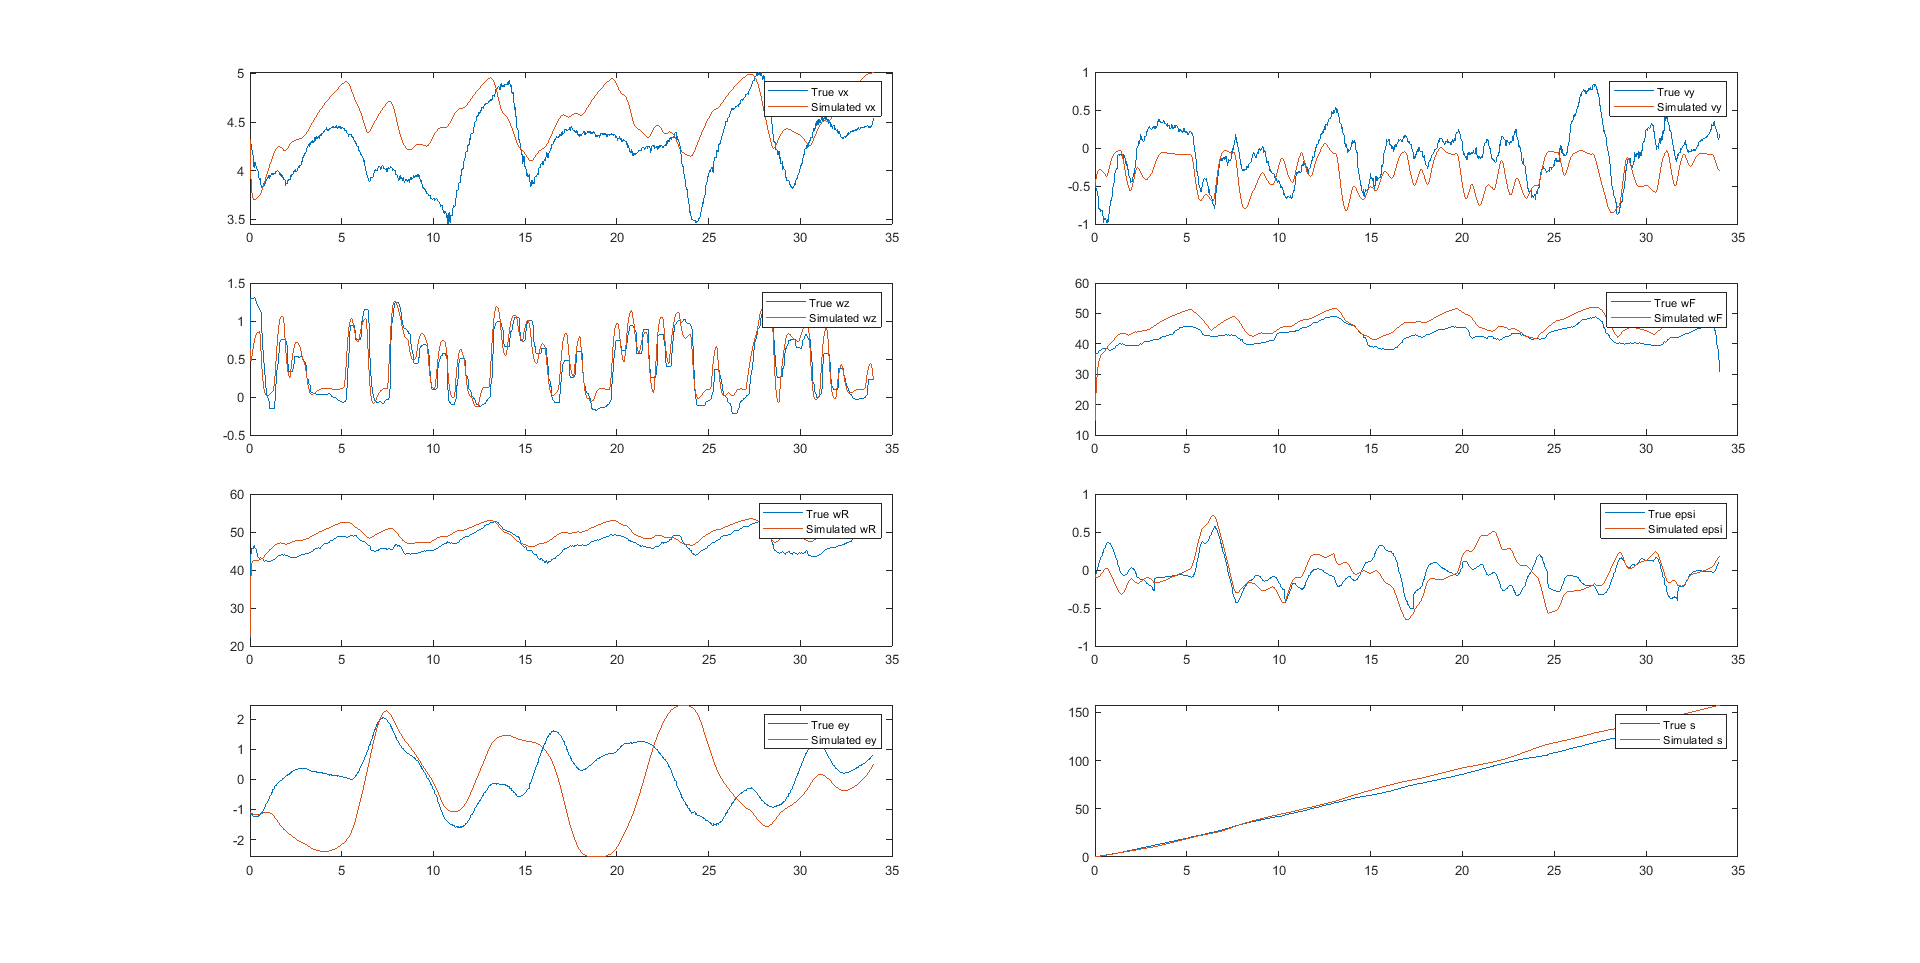 5
4.5
4
3.5
0 5 10 15 20 25 30 35
True vx
Simulated vx
1
0.5
0
-0.5
-1
0 5 10 15 20 25 30 35
True vy
Simulated vy
1.5
1
0.5
0
-0.5
0 5 10 15 20 25 30 35
True wz
Simulated wz
60
50
40
30
20
10
0 5 10 15 20 25 30 35
True wF
Simulated wF
60
50
40
30
20
0 5 10 15 20 25 30 35
True wR
Simulated wR
1
0.5
0
-0.5
-1
0 5 10 15 20 25 30 35
True epsi
Simulated epsi
2
1
0
-1
-2
0 5 10 15 20 25 30 35
True ey
Simulated ey
150
100
50
0
0 5 10 15 20 25 30 35
True s
Simulated s